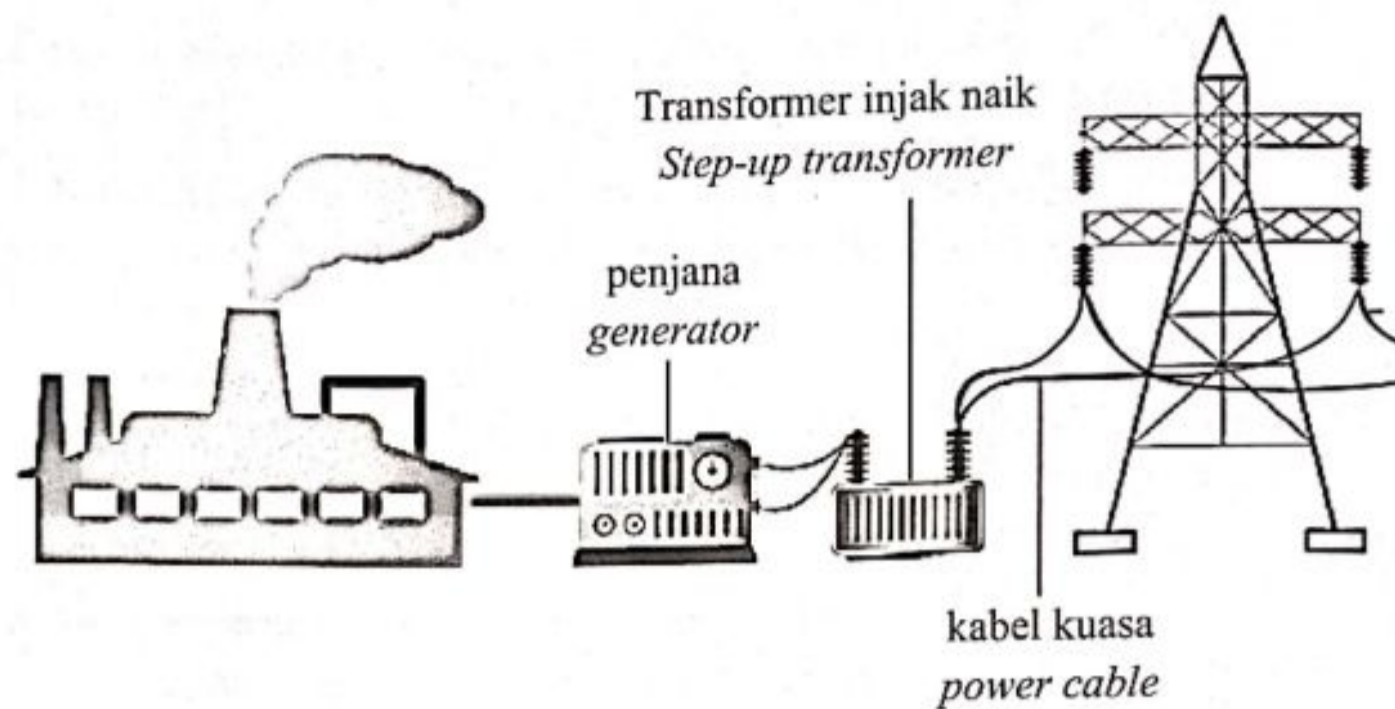 Transformer injak naik
Step-up transformer
penjana
generator
kabel kuasa
power cable